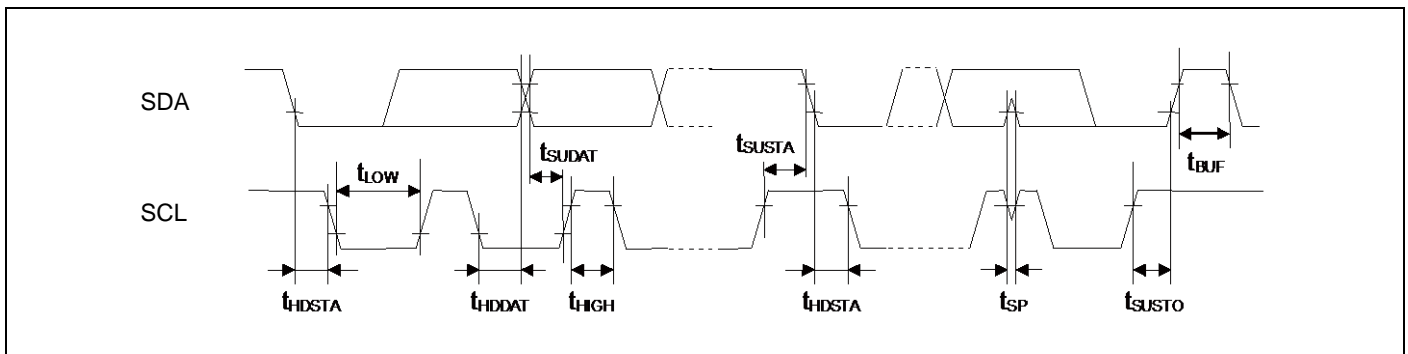 SDA
tSUDAT
tSUSTA
tBUF
tLOW
SCL
tHDSTA
tHDDAT
tHIGH
tHDSTA
tSP
tSUSTO